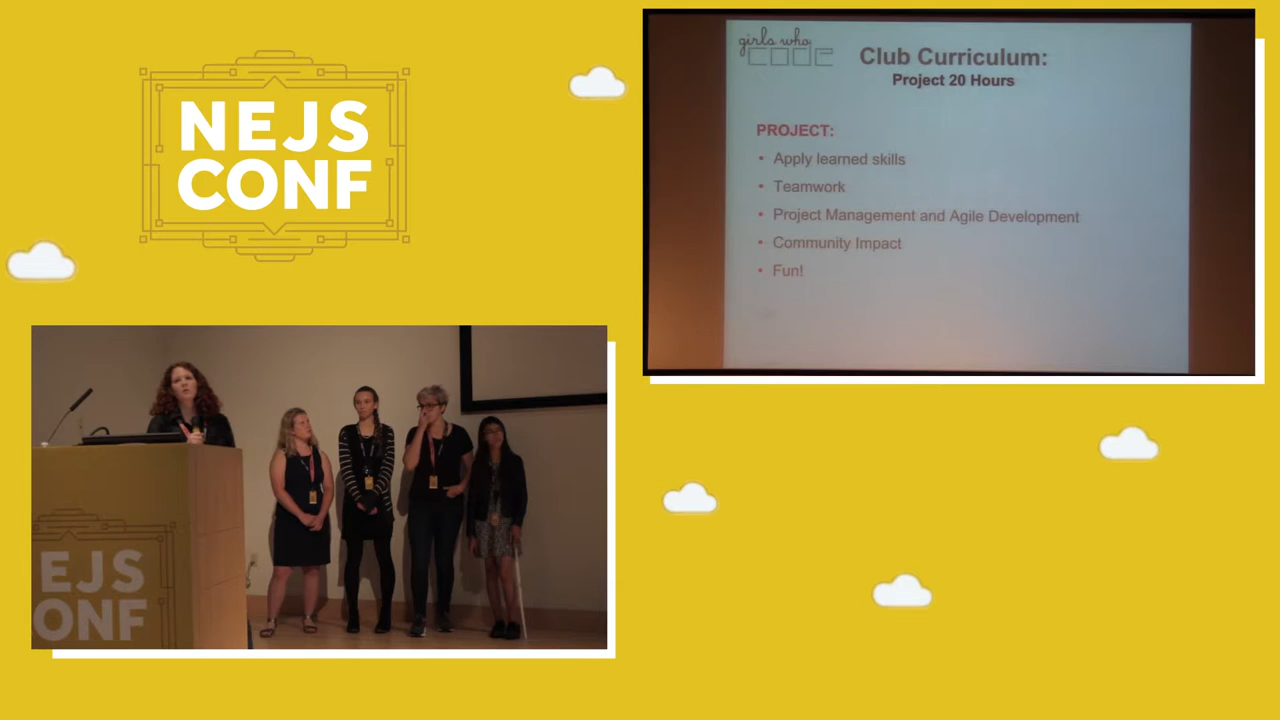 NEJS
CONF
girls who
CODE
Club Curriculum:
Project 20 Hours
PROJECT:
• Apply learned skills
• Teamwork
• Project Management and Agile Development
• Community Impact
• Fun!
EJS
ONF